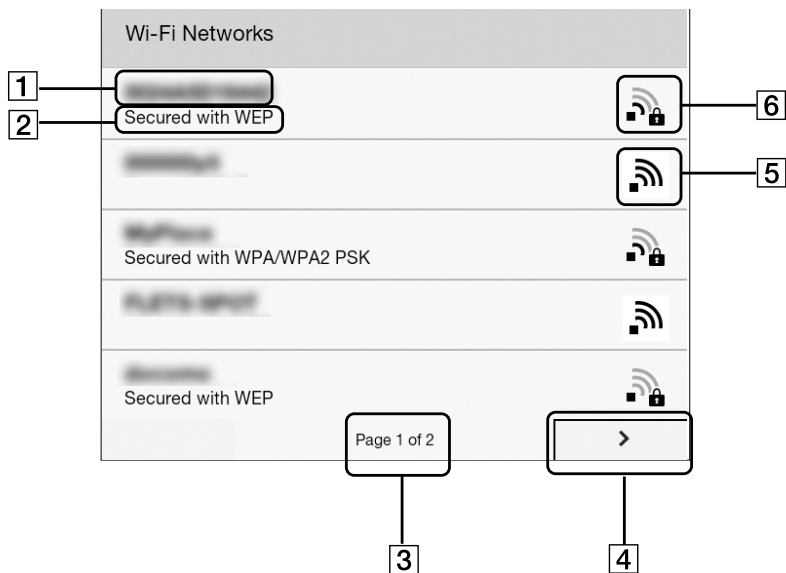 Wi-Fi Networks
1
2
Secured with WEP
6
5
Secured with WPA/WPA2 PSK
Secured with WEP
Page 1 of 2
>
3
4